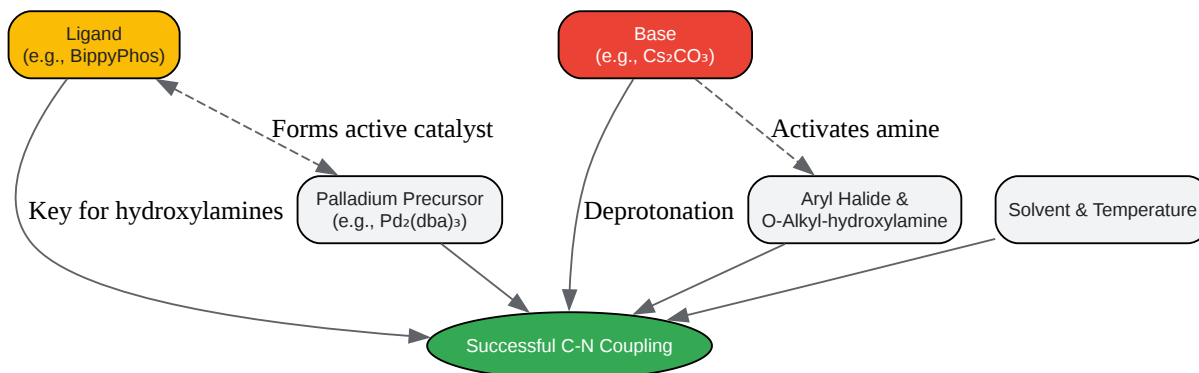 Ligand
(e.g., BippyPhos)
Base
(e.g., Cs₂CO₃)
Forms active catalyst
Activates amine
Key for hydroxylamines
Palladium Precursor
(e.g., Pd₂(dba)₃)
Deprotonation
Aryl Halide &
O-Alkyl-hydroxylamine
Solvent & Temperature
Successful C-N Coupling